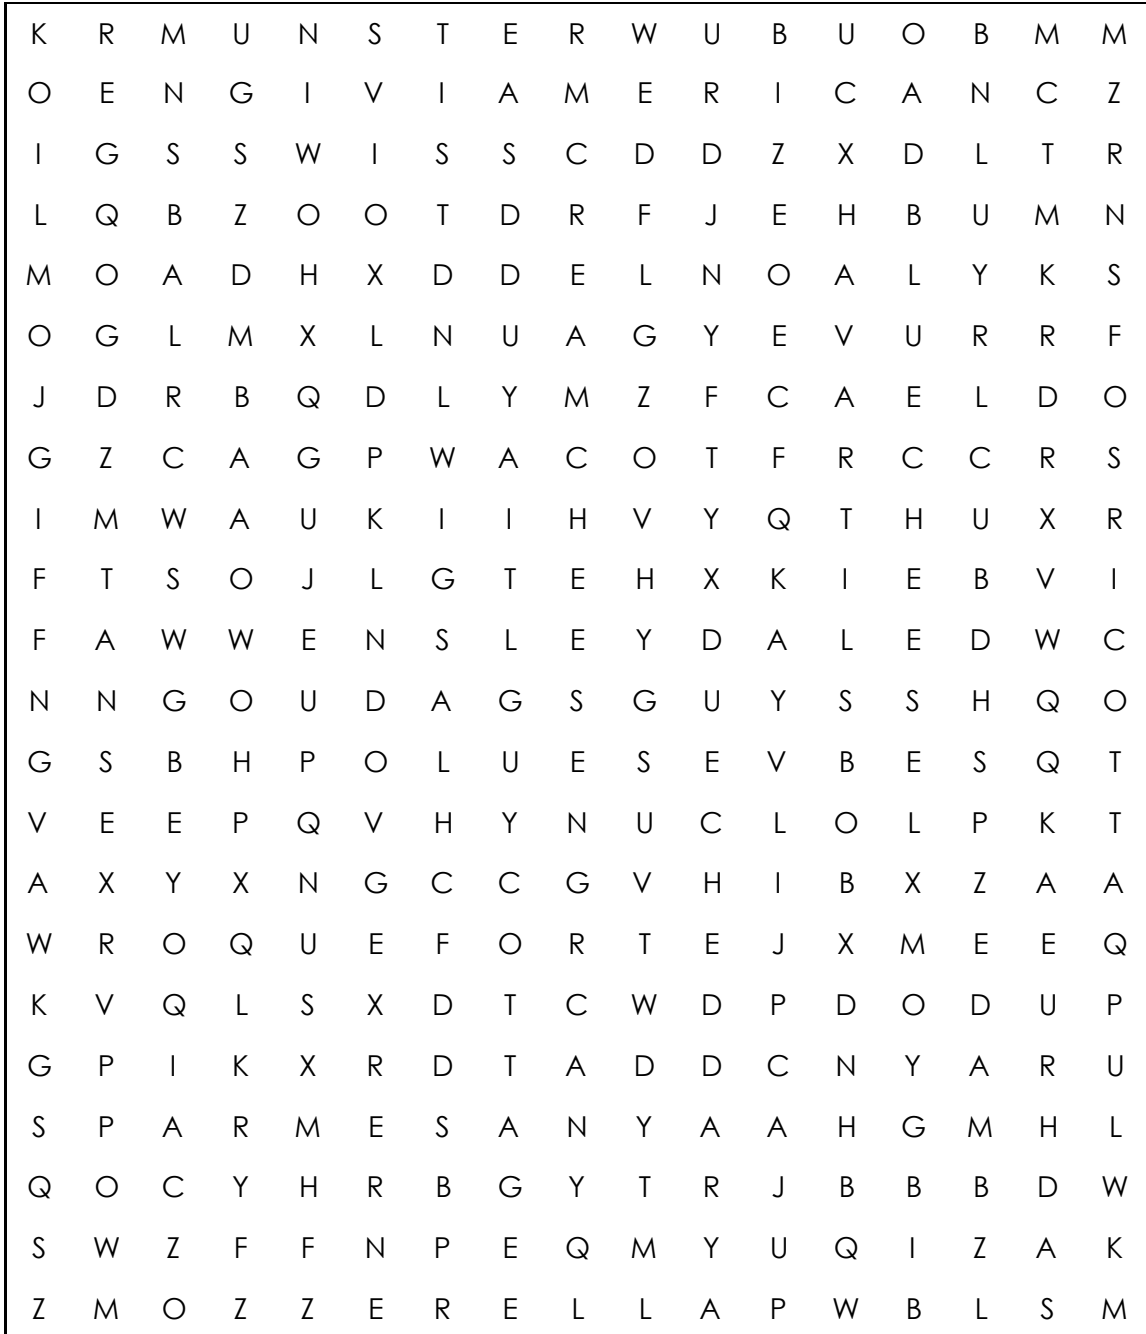 K R M U N S T E R W U B U O B M M
O E N G I V I A M E R I C A N C Z
I G S S W I S S C D D Z X D L T R
L Q B Z O O T D R F J E H B U M N
M O A D H X D D E L N O A L Y K S
O G L M X L N U A G Y E V U R R F
J D R B Q D L Y M Z F C A E L D O
G Z C A G P W A C O T F R C C R S
I M W A U K I I H V Y Q T H U X R
F T S O J L G T E H X K I E B V I
F A W W E N S L E Y D A L E D W C
N N G O U D A G S G U Y S S H Q O
G S B H P O L U E S E V B E S Q T
V E E P Q V H Y N U C L O L P K T
A X Y X N G C C G V H I B X Z A A
W R O Q U E F O R T E J X M E E Q
K V Q L S X D T C W D P D O D U P
G P I K X R D T A D D C N Y A R U
S P A R M E S A N Y A A H G M H L
Q O C Y H R B G Y T R J B B B D W
S W Z F F N P E Q M Y U Q I Z A K
Z M O Z Z E R E L L A P W B L S M